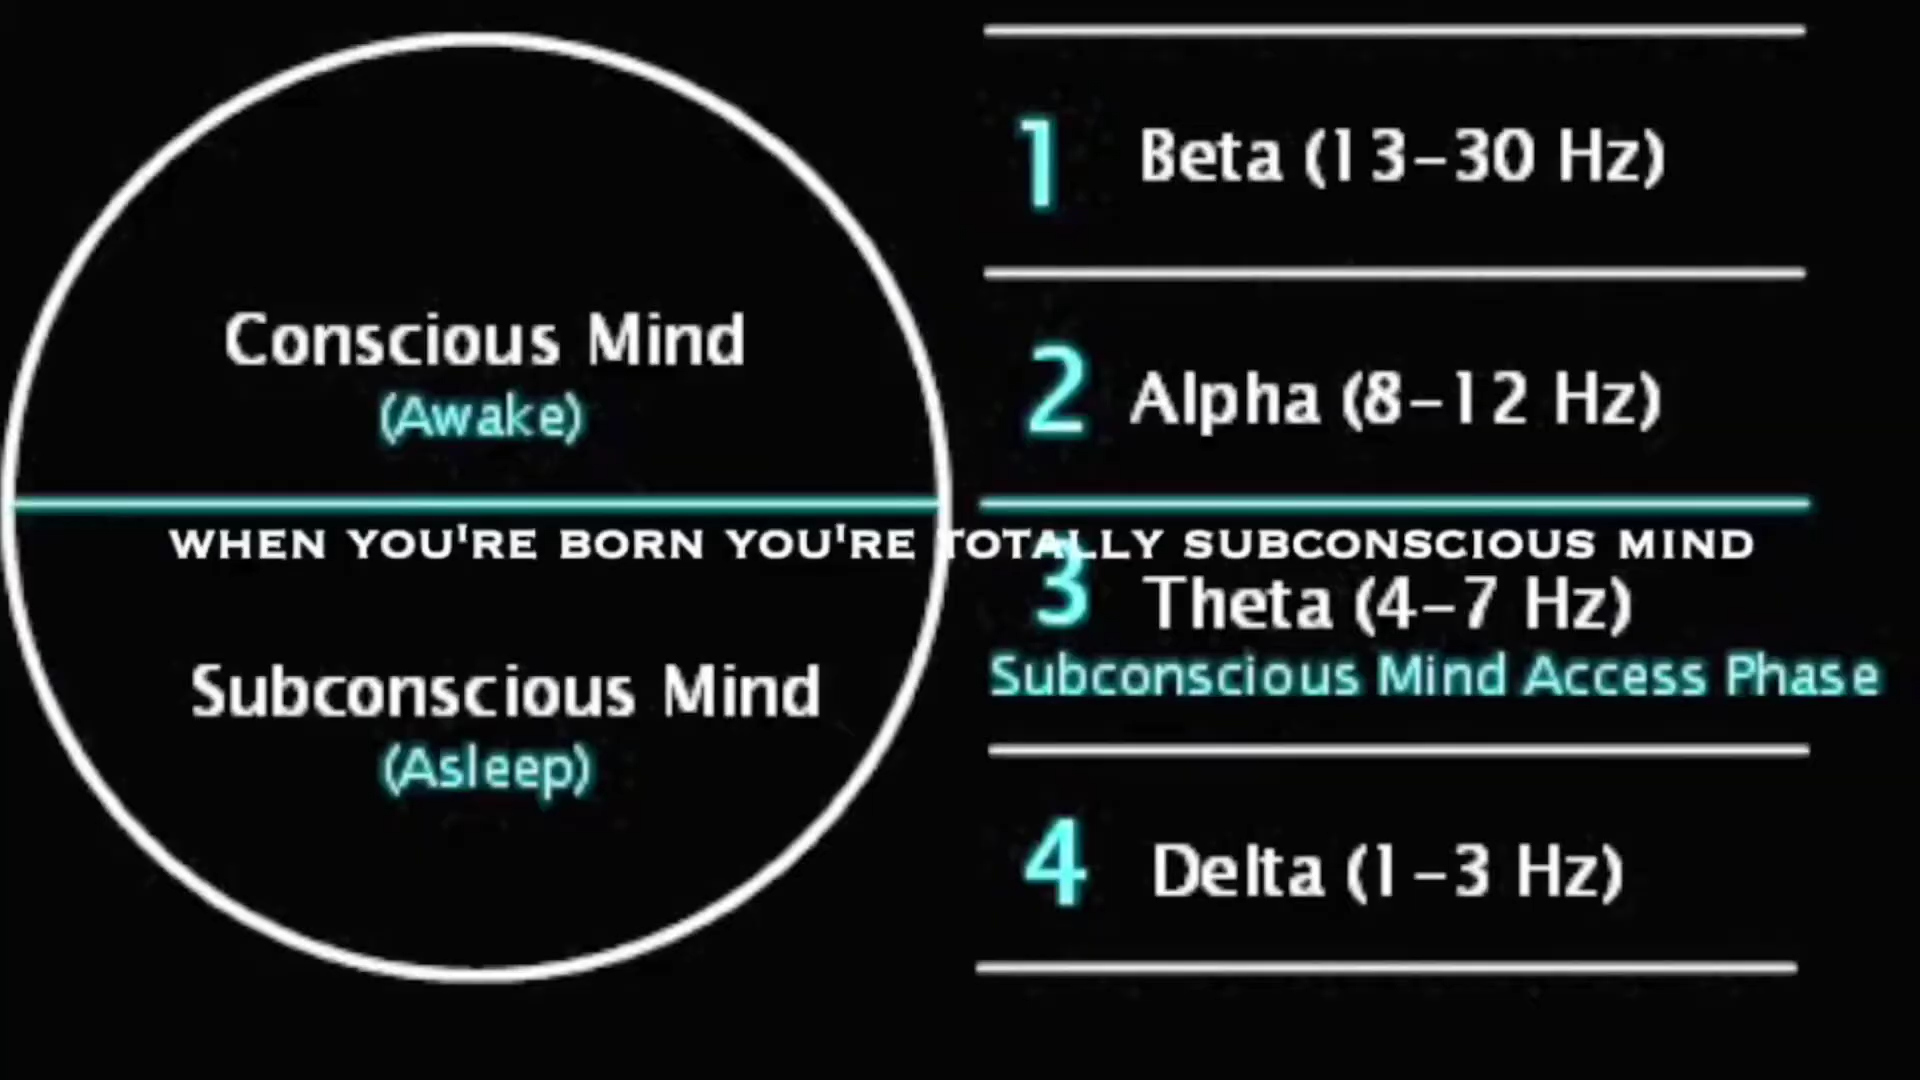 Conscious Mind
(Awake)
1 Beta (13-30 Hz)
2 Alpha (8-12 Hz)
WHEN YOU'RE BORN YOU'RE TOTALLY SUBCONSCIOUS MIND
Subconscious Mind
(Asleep)
3 Theta (4-7 Hz)
Subconscious Mind Access Phase
4 Delta (1-3 Hz)